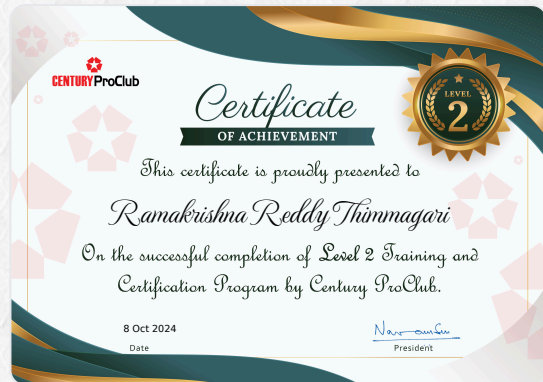 CENTURY ProClub
Certificate
OF ACHIEVEMENT
LEVEL
2
This certificate is proudly presented to
Ramakrishna Reddy Thimmagari
On the successful completion of Level 2 Training and
Certification Program by Century ProClub.
8 Oct 2024
Date
President